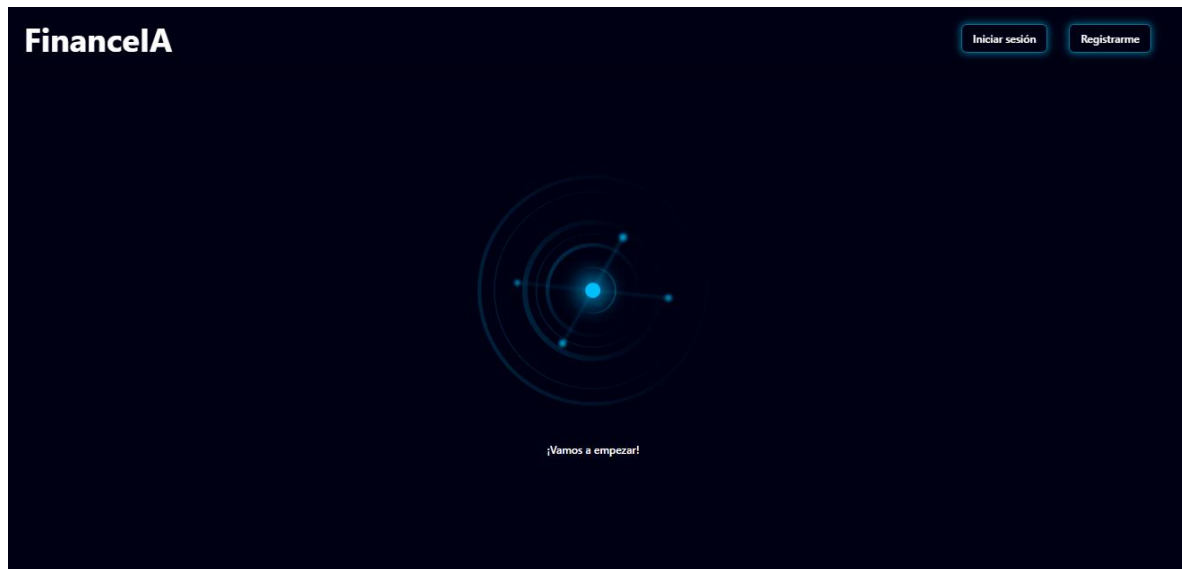 FinanceIA
Iniciar sesión
Registrarme
¡Vamos a empezar!